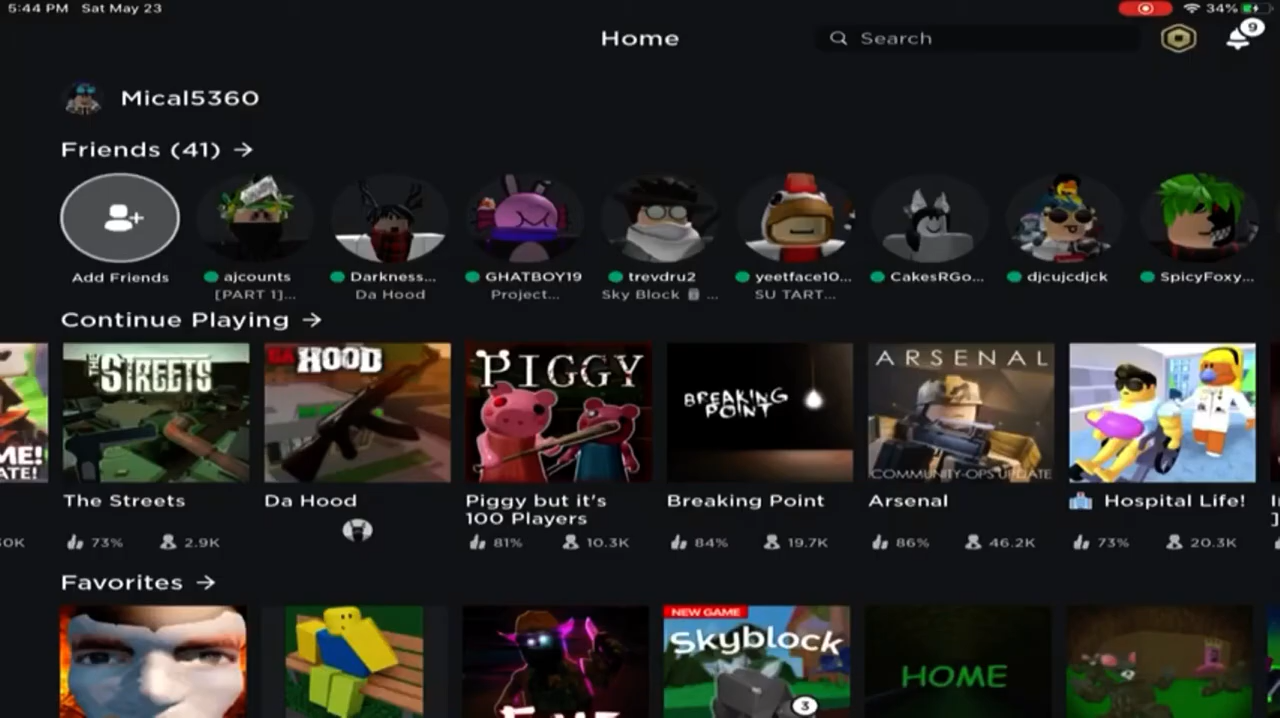 5:44 PM Sat May 23
34%
Home
Search
9
Mical5360
Friends (41) →
Add Friends
ajcounts
Darkness...
GHATBOY19
trevdru2
yeetface10...
CakesRGo...
djcujcdjck
SpicyFoxy...
[PART 1]...
Da Hood
Project...
Sky Block ...
SU TART...
Continue Playing →
THE STREETS
DA HOOD
PIGGY
BREAKING POINT
ARSENAL
COMMUNITY-OPS UPDATE
ME!
ATE!
The Streets
Da Hood
Piggy but it's
100 Players
Breaking Point
Arsenal
Hospital Life!
73% 2.9K
81% 10.3K
84% 19.7K
86% 46.2K
73% 20.3K
Favorites →
NEW GAME
Skyblock
HOME
3